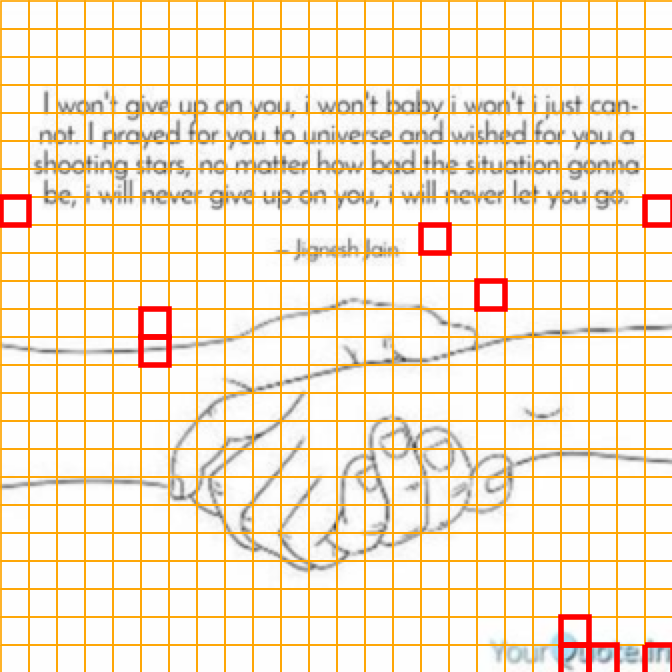 I won't give up on you, i won't baby i won't i just can-
not. I prayed for you to universe and wished for you a
shooting stars, no matter how bad the situation gonna
be, i will never give up on you, i will never let you go.
-- Jignesh Jain
YourQuote.in